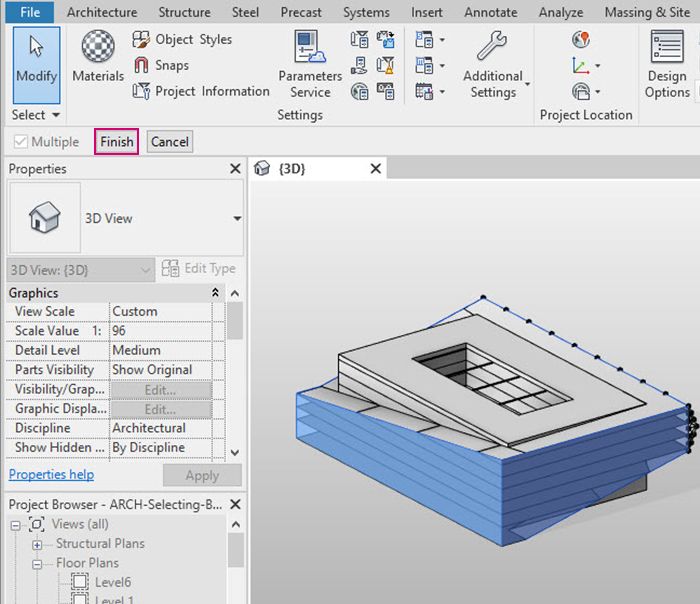 File Architecture Structure Steel Precast Systems Insert Annotate Analyze Massing & Site
Modify
Materials
Object Styles
Snaps
Project Information
Parameters
Service
Additional
Settings
Design
Options
Select Settings Project Location
Multiple Finish Cancel
Properties
{3D}
3D View
3D View: {3D} Edit Type
Graphics
View Scale Custom
Scale Value 1: 96
Detail Level Medium
Parts Visibility Show Original
Visibility/Grap... Edit...
Graphic Displa... Edit...
Discipline Architectural
Show Hidden ... By Discipline
Properties help Apply
Project Browser - ARCH-Selecting-B...
Views (all)
Structural Plans
Floor Plans
Level6
Level 1